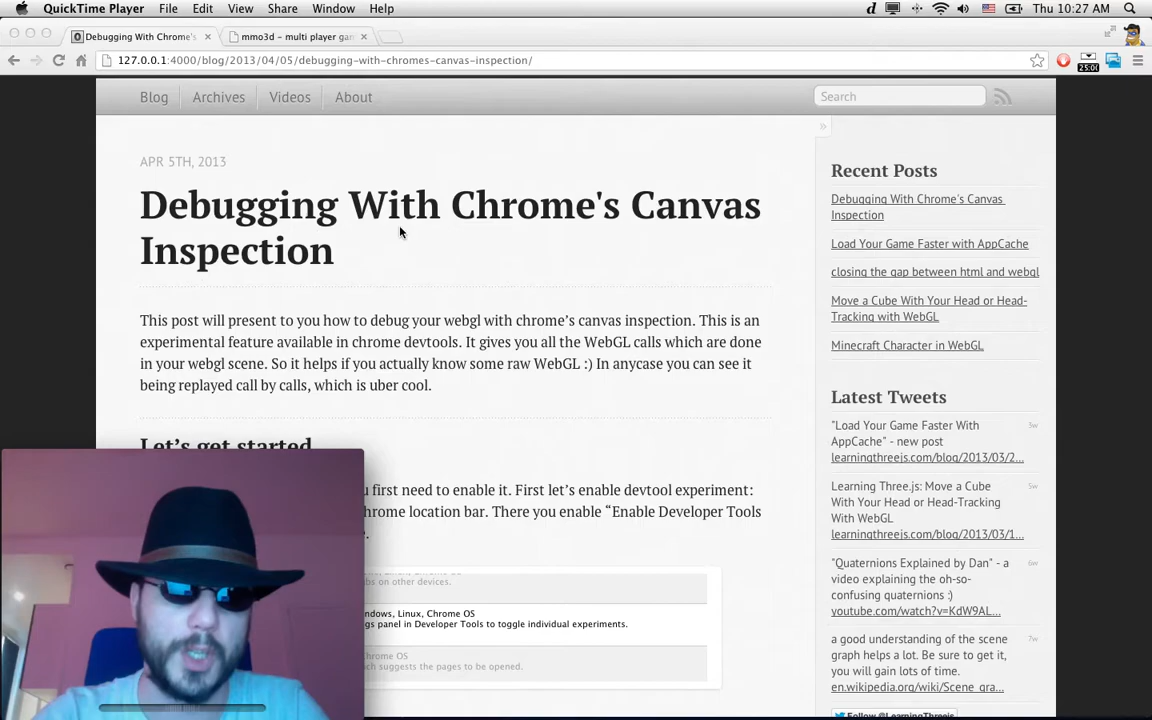 QuickTime Player File Edit View Share Window Help
Thu 10:27 AM
Debugging With Chrome's
mmo3d - multi player gam
127.0.0.1:4000/blog/2013/04/05/debugging-with-chromes-canvas-inspection/
25:00
Blog Archives Videos About
Search
APR 5TH, 2013
Debugging With Chrome's Canvas
Inspection
This post will present to you how to debug your webgl with chrome's canvas inspection. This is an
experimental feature available in chrome devtools. It gives you all the WebGL calls which are done
in your webgl scene. So it helps if you actually know some raw WebGL :) In anycase you can see it
being replayed call by calls, which is uber cool.
Let's get started
u first need to enable it. First let's enable devtool experiment:
hrome location bar. There you enable "Enable Developer Tools
bs on other devices.
ndows, Linux, Chrome OS
gs panel in Developer Tools to toggle individual experiments.
Chrome OS
ch suggests the pages to be opened.
»
Recent Posts
Debugging With Chrome's Canvas
Inspection
Load Your Game Faster with AppCache
closing the gap between html and webgl
Move a Cube With Your Head or Head-
Tracking with WebGL
Minecraft Character in WebGL
Latest Tweets
"Load Your Game Faster With 5w
AppCache" - new post
learningthreejs.com/blog/2013/03/2...
Learning Three.js: Move a Cube 5w
With Your Head or Head-Tracking
With WebGL
learningthreejs.com/blog/2013/03/1...
"Quaternions Explained by Dan" - a 6w
video explaining the oh-so-
confusing quaternions :)
youtube.com/watch?v=KdW9AL...
a good understanding of the scene 7w
graph helps a lot. Be sure to get it,
you will gain lots of time.
en.wikipedia.org/wiki/Scene_gra...
Follow @LearningThreejs